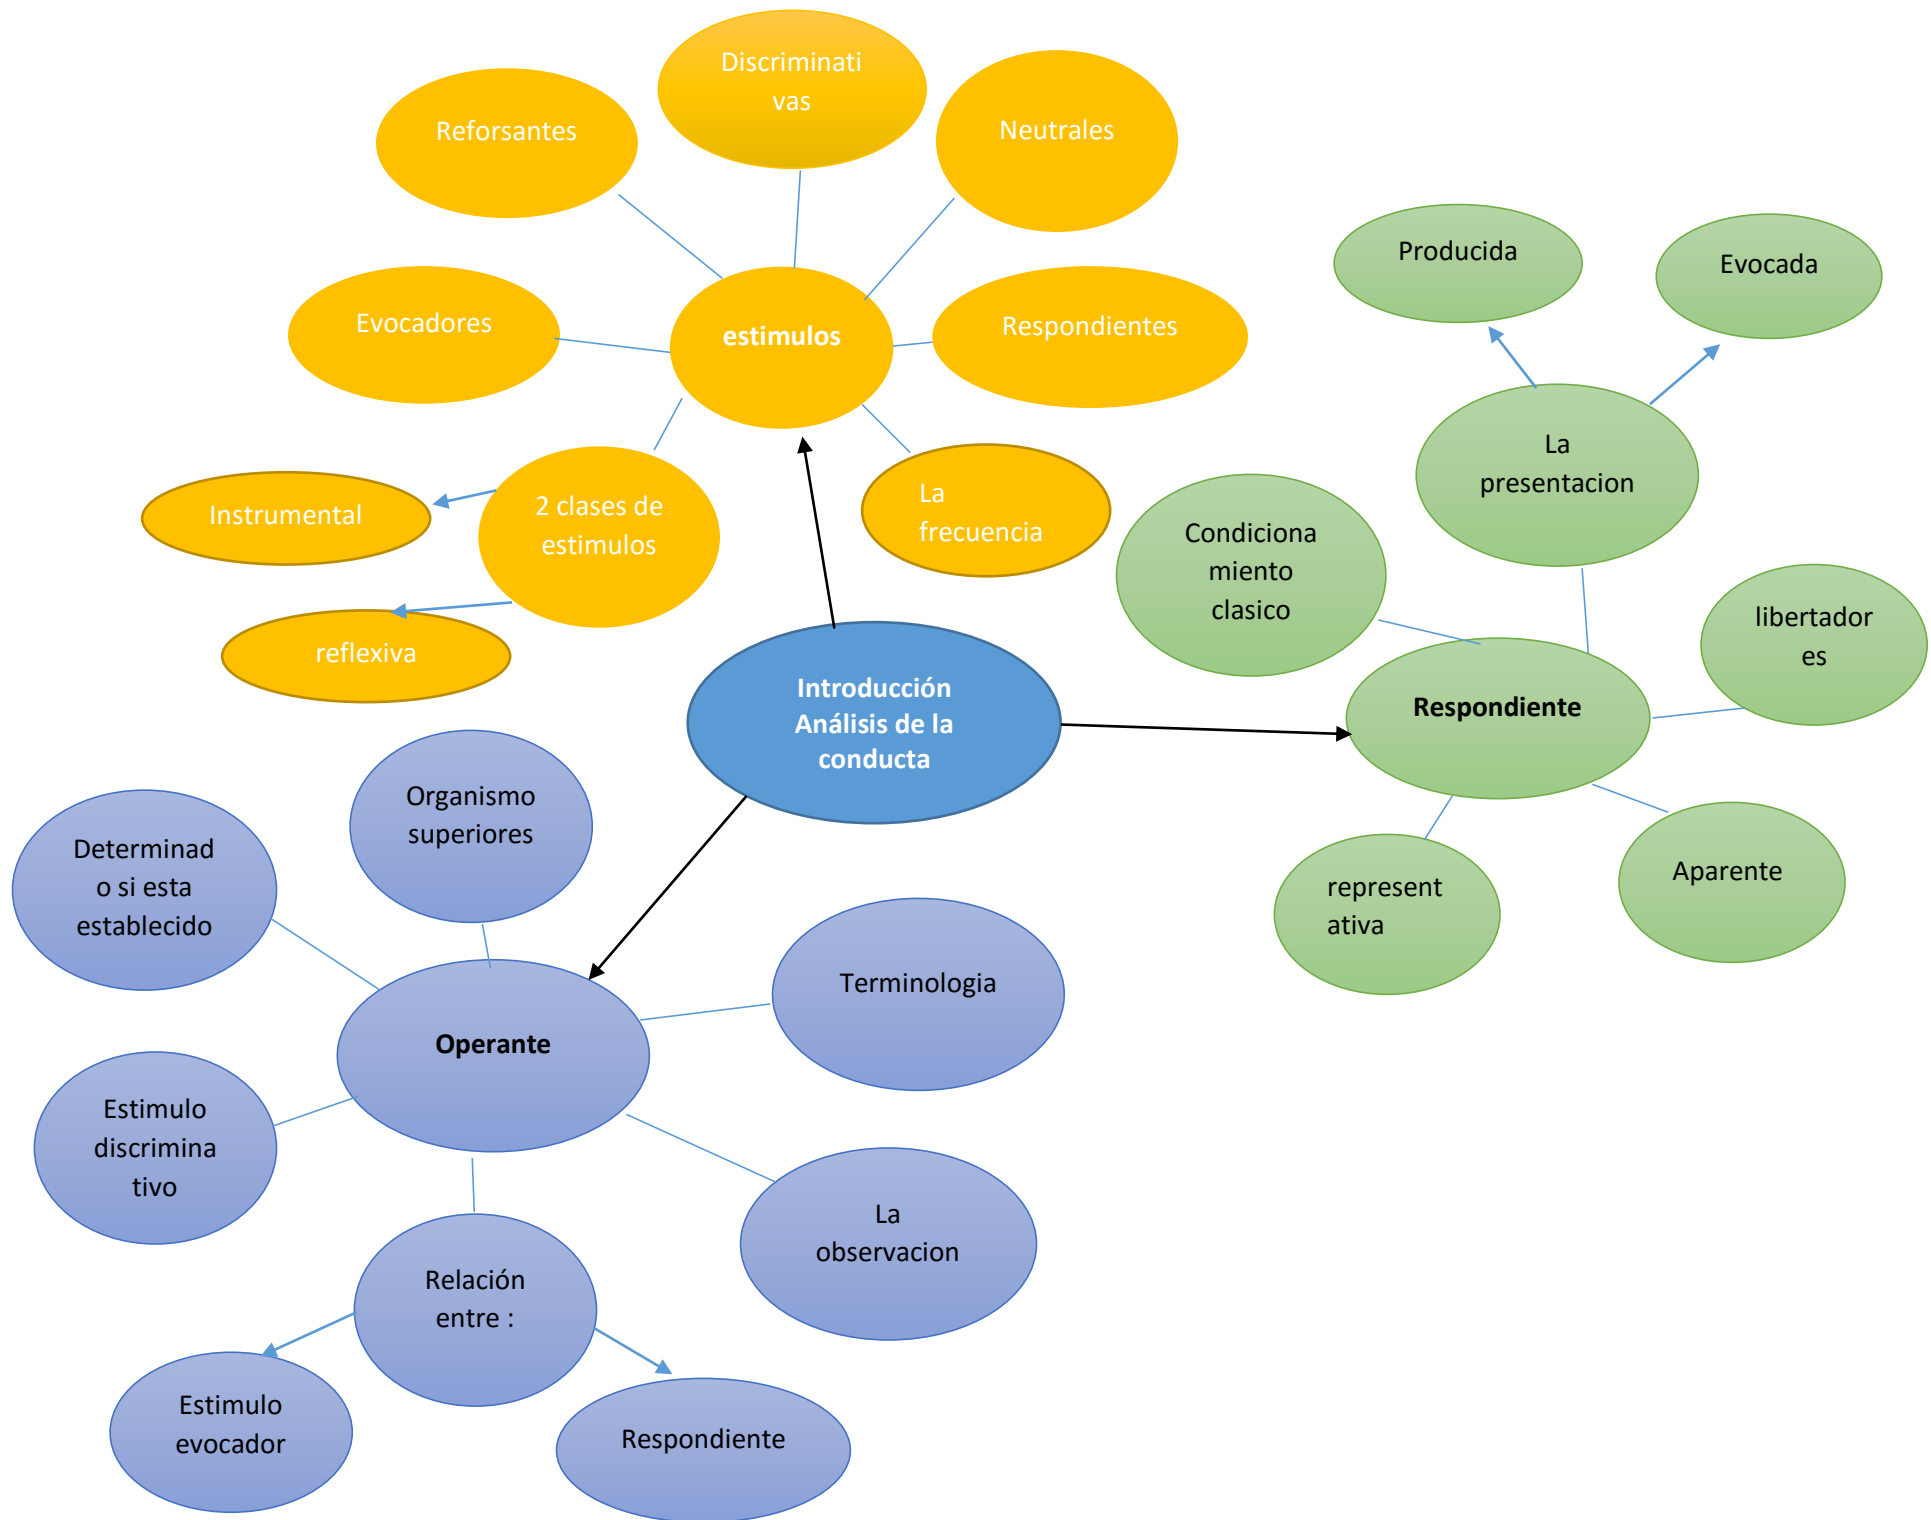 Discriminati
vas
Reforsantes
Neutrales
Evocadores
estimulos
Respondientes
Instrumental
2 clases de
estimulos
La
frecuencia
reflexiva
Producida
Evocada
La
presentacion
Condiciona
miento
clasico
libertador
es
Respondiente
represent
ativa
Aparente
Introducción
Análisis de la
conducta
Organismo
superiores
Determinad
o si esta
establecido
Terminologia
Operante
Estimulo
discrimina
tivo
La
observacion
Relación
entre :
Estimulo
evocador
Respondiente